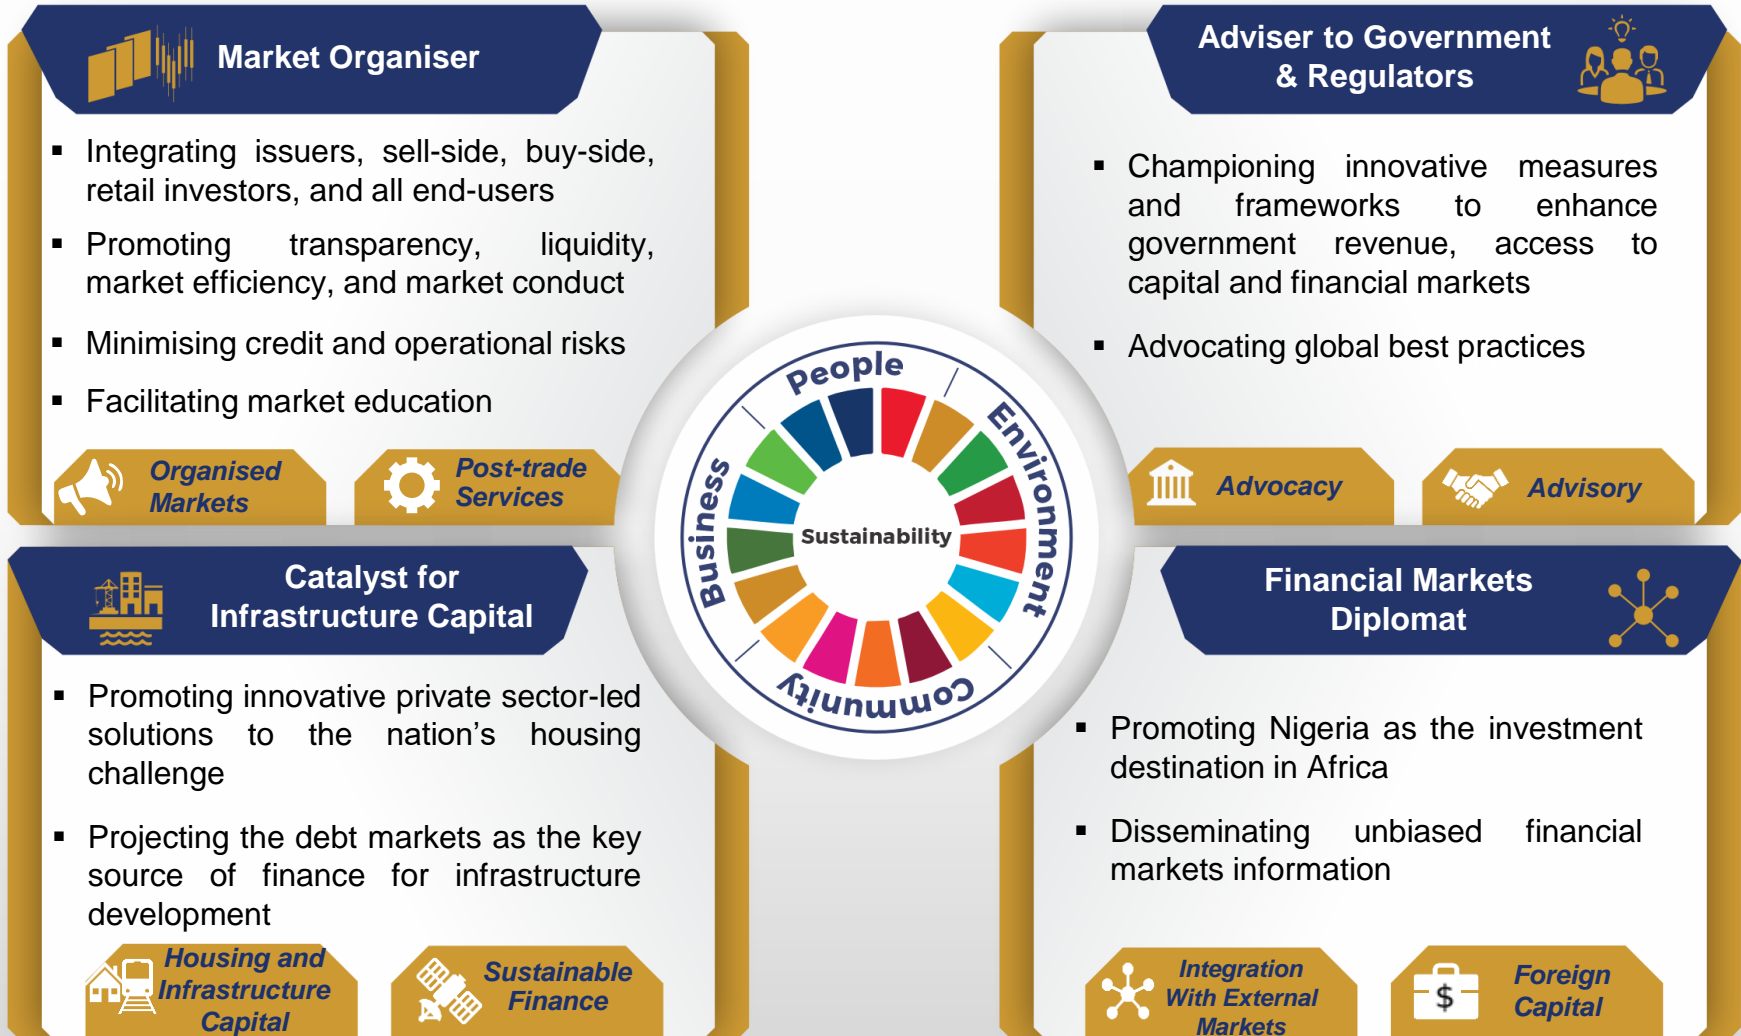 Market Organiser
▪ Integrating issuers, sell-side, buy-side,
retail investors, and all end-users
▪ Promoting transparency, liquidity,
market efficiency, and market conduct
▪ Minimising credit and operational risks
▪ Facilitating market education
Organised
Markets
Post-trade
Services
Adviser to Government
& Regulators
▪ Championing innovative measures
and frameworks to enhance
government revenue, access to
capital and financial markets
▪ Advocating global best practices
Advocacy
Advisory
People
Environment
Community
Business
Sustainability
Catalyst for
Infrastructure Capital
▪ Promoting innovative private sector-led
solutions to the nation’s housing
challenge
▪ Projecting the debt markets as the key
source of finance for infrastructure
development
Housing and
Infrastructure
Capital
Sustainable
Finance
Financial Markets
Diplomat
▪ Promoting Nigeria as the investment
destination in Africa
▪ Disseminating unbiased financial
markets information
Integration
With External
Markets
$
Foreign
Capital